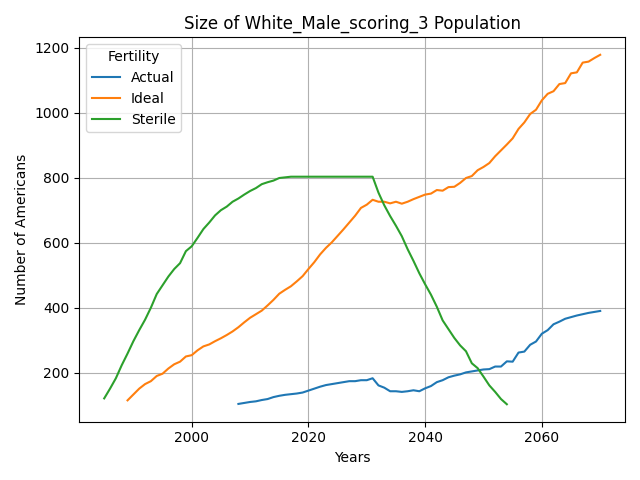 Size of White_Male_scoring_3 Population
Number of Americans
1200
1000
800
600
400
200
Fertility
Actual
Ideal
Sterile
2000 2020 2040 2060
Years